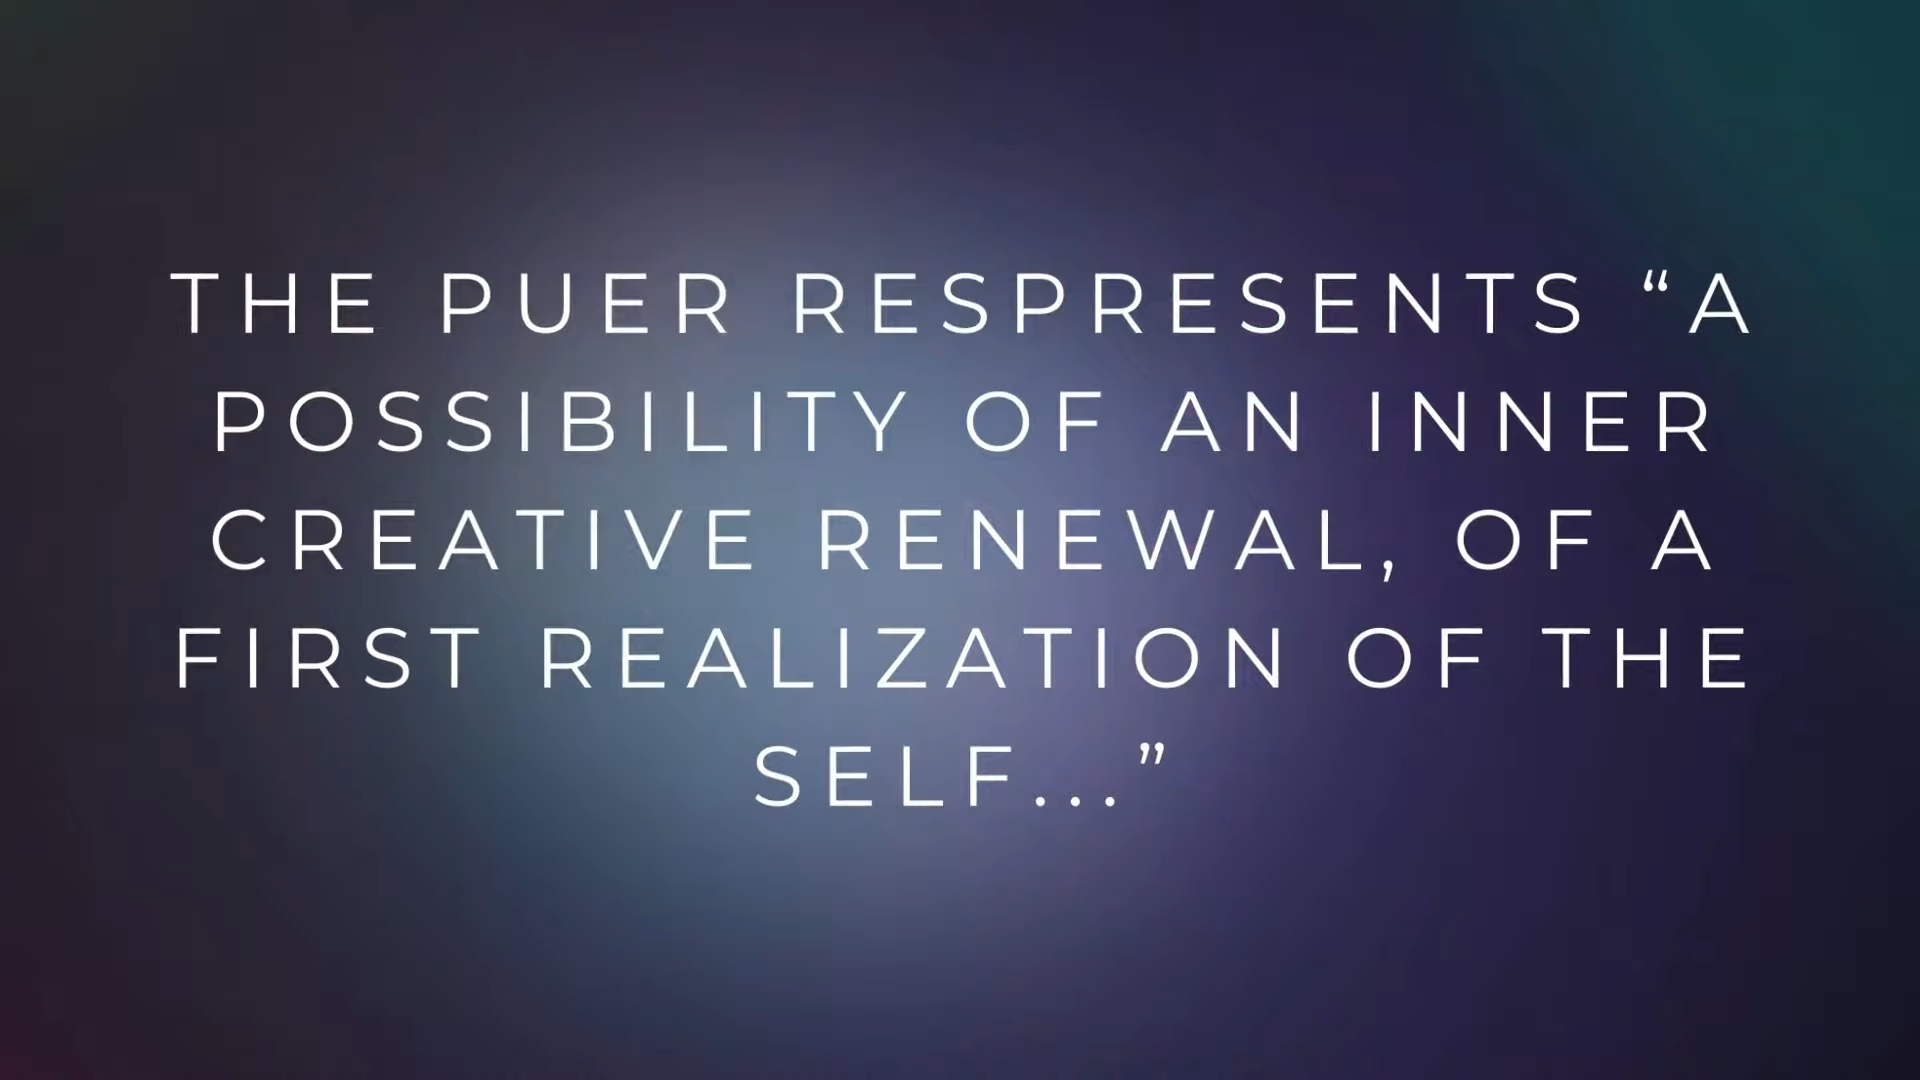 THE PUER RESPRESENTS “A
POSSIBILITY OF AN INNER
CREATIVE RENEWAL, OF A
FIRST REALIZATION OF THE
SELF...”